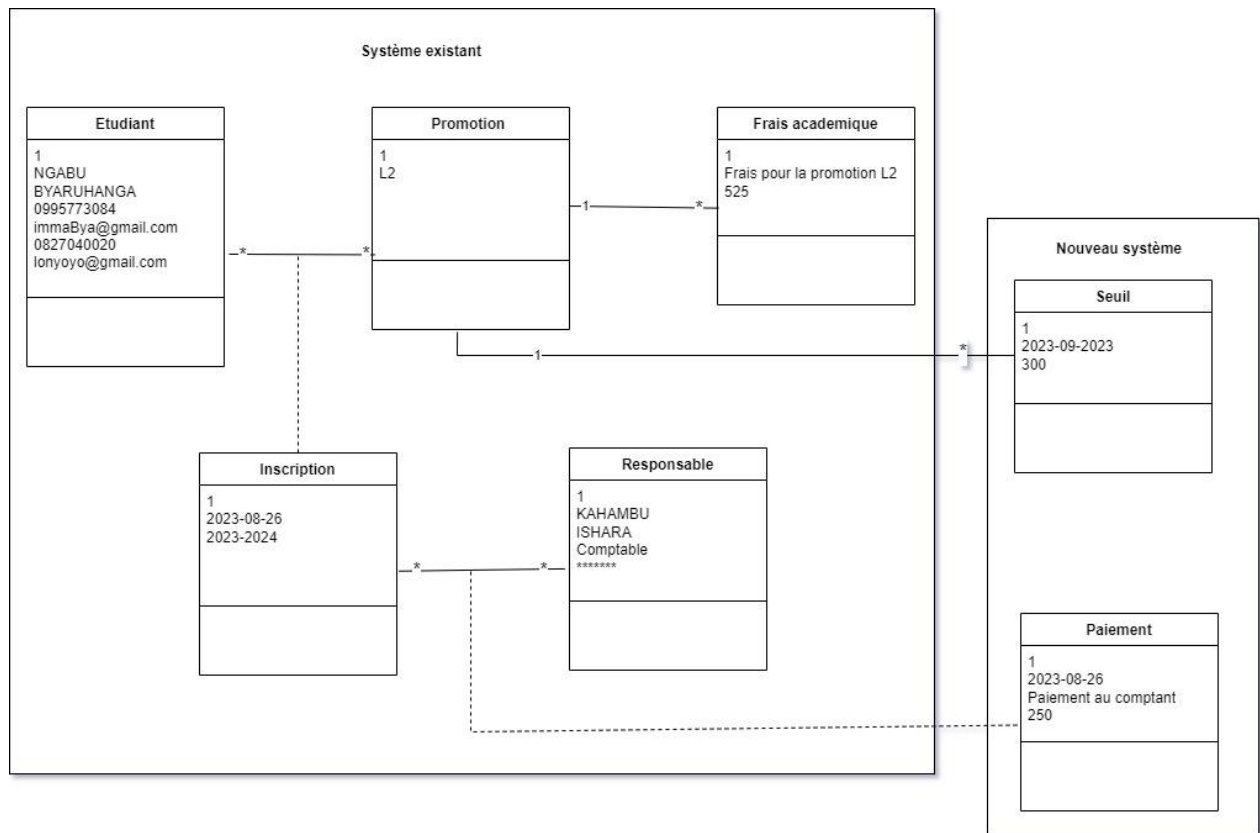 Système existant
Etudiant
1
NGABU
BYARUHANGA
0995773084
immaBya@gmail.com
0827040020
lonyoyo@gmail.com
Promotion
1
L2
Frais academique
1
Frais pour la promotion L2
525
1
*
*
*
1
*
Nouveau système
Seuil
1
2023-09-2023
300
Inscription
1
2023-08-26
2023-2024
Responsable
1
KAHAMBU
ISHARA
Comptable
*******
*
*
Paiement
1
2023-08-26
Paiement au comptant
250